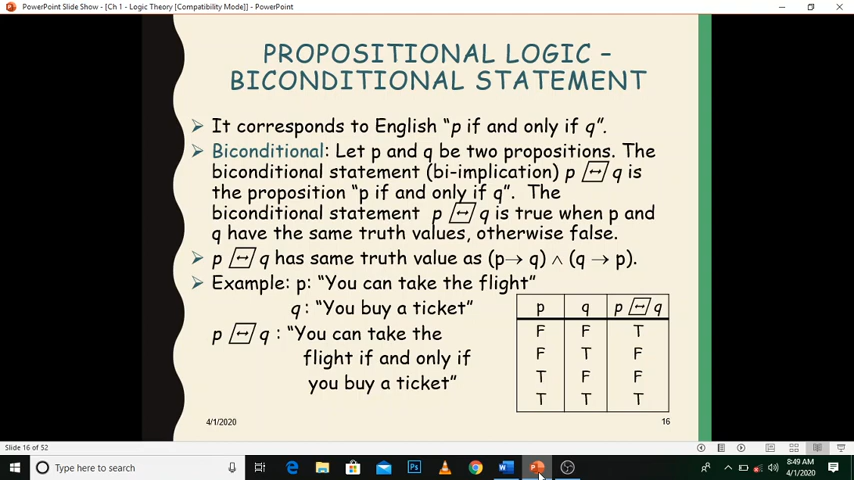 PowerPoint Slide Show - [Ch 1 - Logic Theory [Compatibility Mode]] - PowerPoint
PROPOSITIONAL LOGIC –
BICONDITIONAL STATEMENT
➢ It corresponds to English “p if and only if q”.
➢ Biconditional: Let p and q be two propositions. The
biconditional statement (bi-implication) p ↔ q is
the proposition “p if and only if q”. The
biconditional statement p ↔ q is true when p and
q have the same truth values, otherwise false.
➢ p ↔ q has same truth value as (p→ q) ∧ (q → p).
➢ Example: p: “You can take the flight”
q : “You buy a ticket”
p ↔ q : “You can take the
flight if and only if
you buy a ticket”
p q p ↔ q
F F T
F T F
T F F
T T T
4/1/2020 16
Slide 16 of 52
Type here to search
8:49 AM
4/1/2020